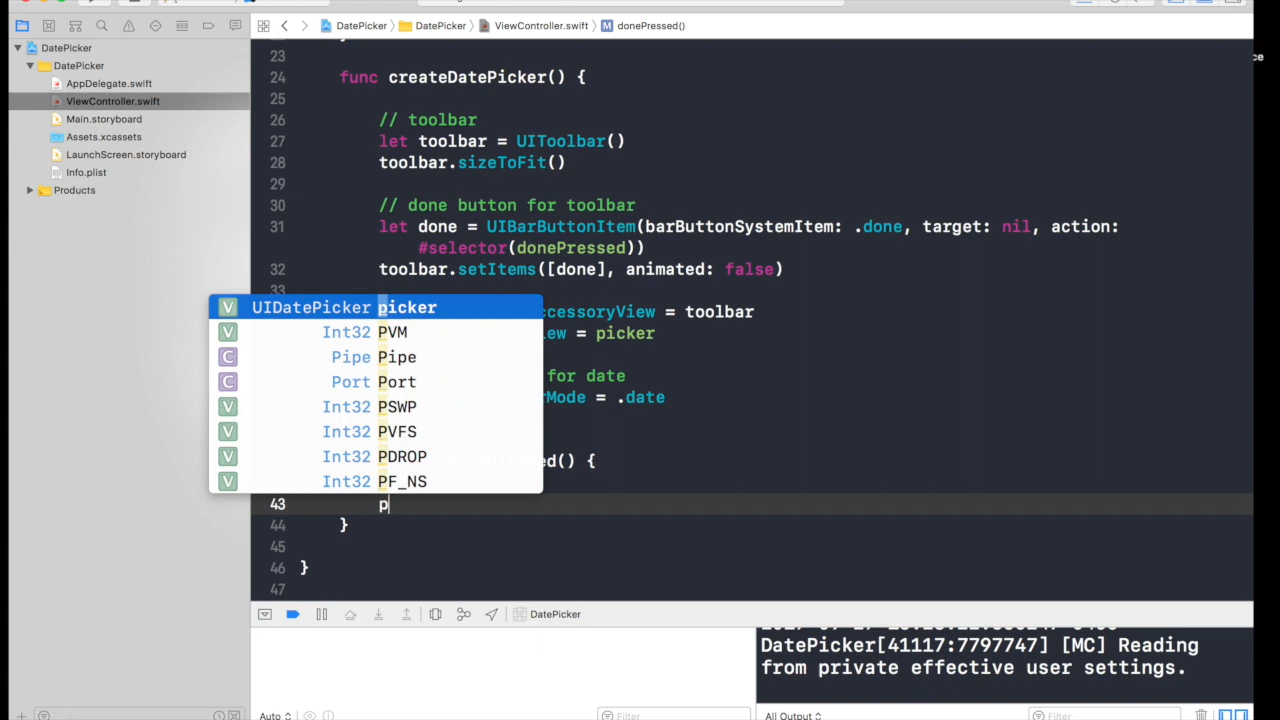 DatePicker
DatePicker
ViewController.swift
donePressed()
DatePicker
DatePicker
AppDelegate.swift
ViewController.swift
Main.storyboard
Assets.xcassets
LaunchScreen.storyboard
Info.plist
Products
23
24 func createDatePicker() {
25
26 // toolbar
27 let toolbar = UIToolbar()
28 toolbar.sizeToFit()
29
30 // done button for toolbar
31 let done = UIBarButtonItem(barButtonSystemItem: .done, target: nil, action:
#selector(donePressed))
32 toolbar.setItems([done], animated: false)
33
ccessoryView = toolbar
= picker
for date
Mode = .date
() {
UIDatePicker picker
Int32 PVM
Pipe Pipe
Port Port
Int32 PSWP
Int32 PVFS
Int32 PDROP
Int32 PF_NS
43 p
44 }
45
46 }
47
DatePicker
DatePicker[41117:7797747] [MC] Reading
from private effective user settings.
Auto
Filter
All Output
Filter
ce